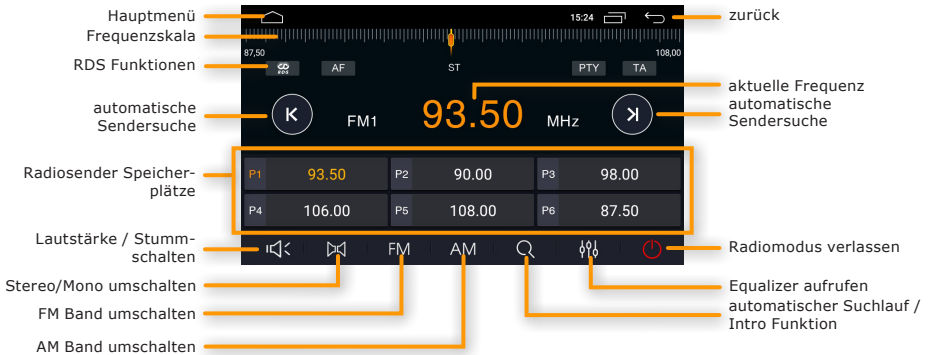 Hauptmenü
Frequenzskala
RDS Funktionen
automatische
Sendersuche
Radiosender Speicher-
plätze
Lautstärke / Stumm-
schalten
Stereo/Mono umschalten
FM Band umschalten
AM Band umschalten
15:24
87,50
108,00
RDS
AF
ST
PTY
TA
FM1
93.50
MHz
P1 93.50
P2 90.00
P3 98.00
P4 106.00
P5 108.00
P6 87.50
FM
AM
zurück
aktuelle Frequenz
automatische
Sendersuche
Radiomodus verlassen
Equalizer aufrufen
automatischer Suchlauf /
Intro Funktion